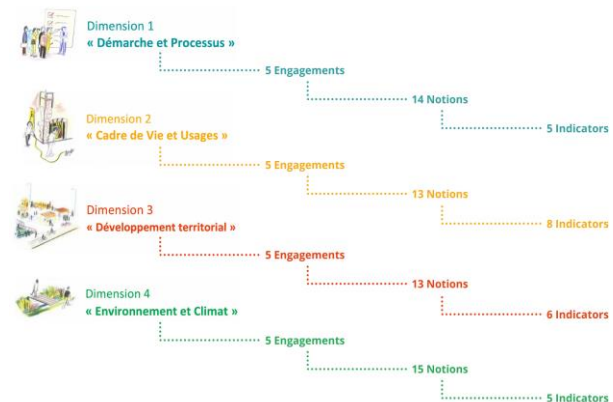 Dimension 1
« Démarche et Processus »
5 Engagements
14 Notions
5 Indicators
Dimension 2
« Cadre de Vie et Usages »
5 Engagements
13 Notions
8 Indicators
Dimension 3
« Développement territorial »
5 Engagements
13 Notions
6 Indicators
Dimension 4
« Environnement et Climat »
5 Engagements
15 Notions
5 Indicators